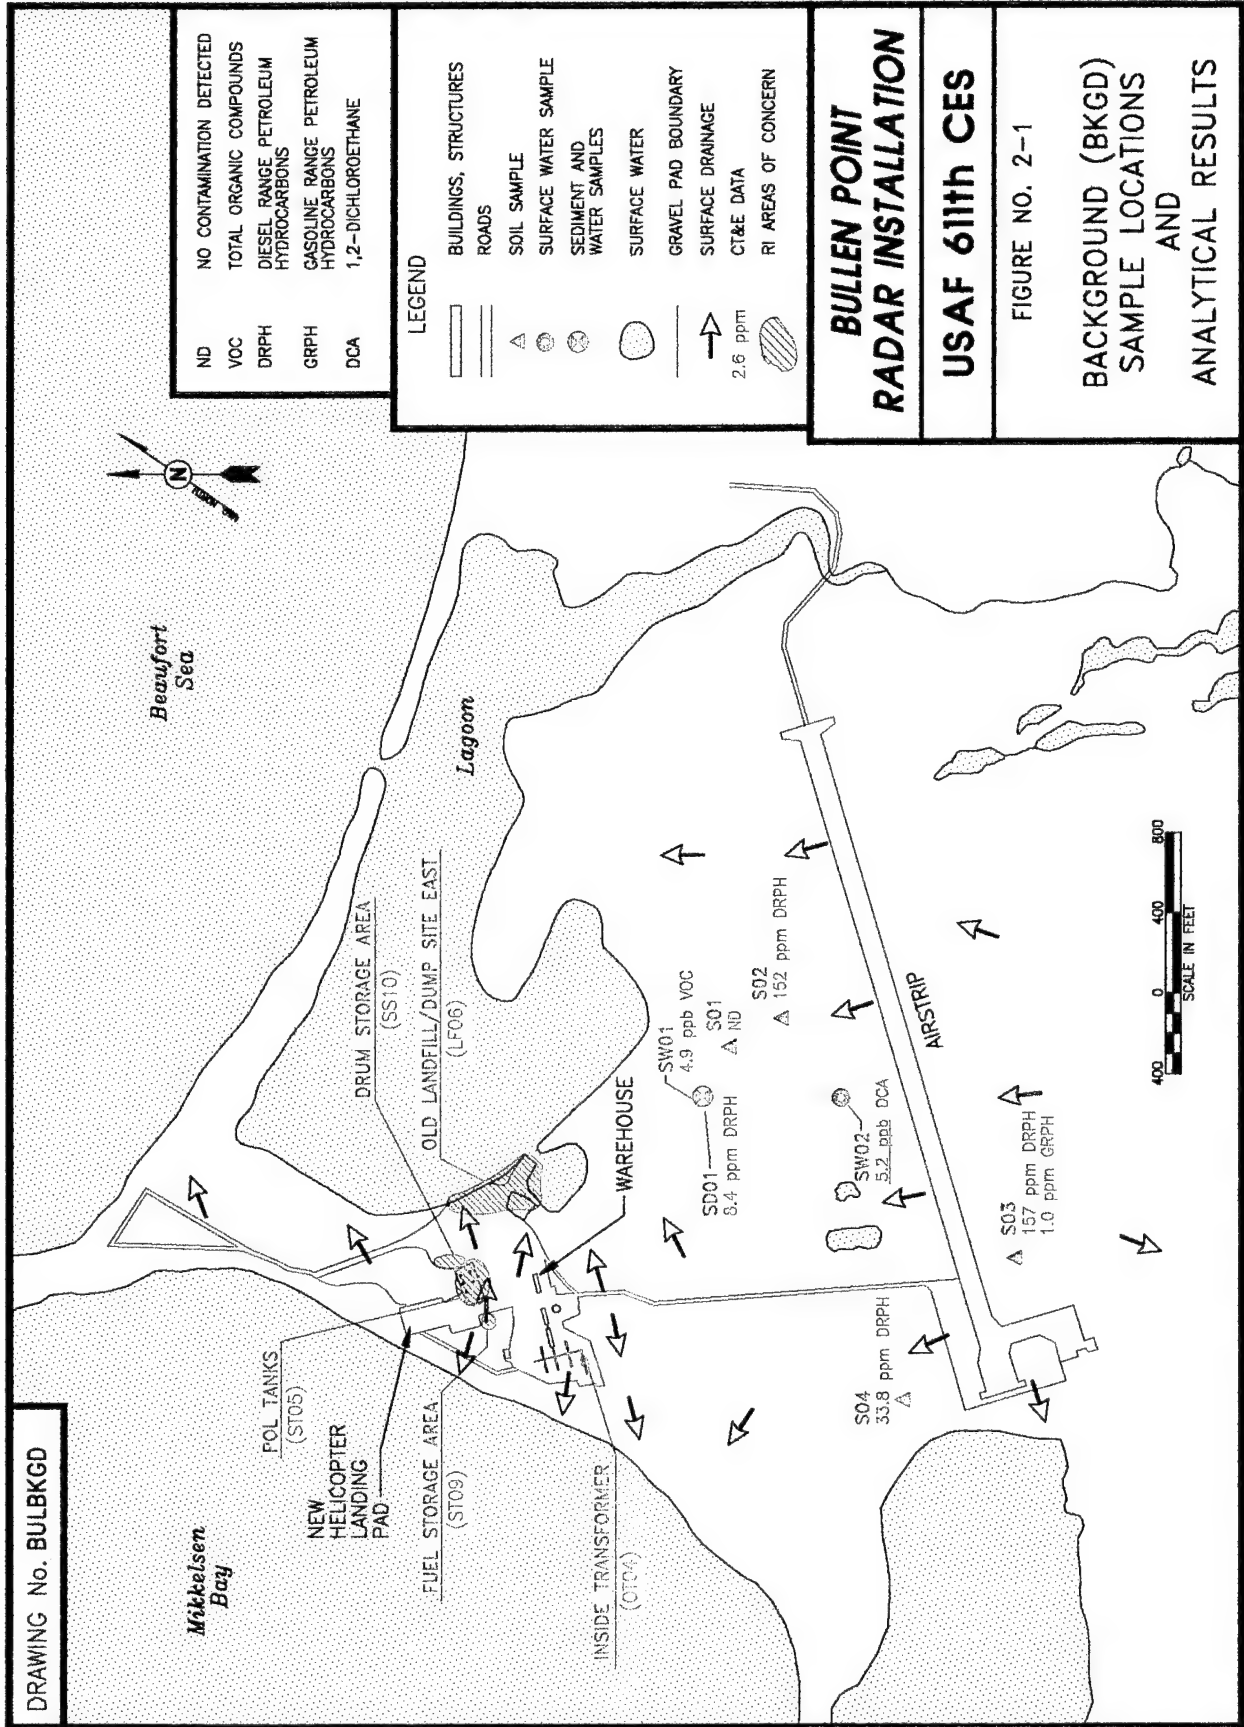 DRAWING No. BULBKGD
Mikkelsen
Bay
Beaufort
Sea
Lagoon
N
POL TANKS
(ST05)
NEW
HELICOPTER
LANDING
PAD
FUEL STORAGE AREA
(ST09)
INSIDE TRANSFORMER
(OT04)
DRUM STORAGE AREA
(SS10)
OLD LANDFILL/DUMP SITE EAST
(LF06)
WAREHOUSE
SW01
4.9 ppb VOC
SD01
8.4 ppm DRPH
S01
ND
S02
152 ppm DRPH
SW02
5.2 ppb DCA
S03
157 ppm DRPH
1.0 ppm GRPH
S04
33.8 ppm DRPH
AIRSTRIP
400 0 400 800
SCALE IN FEET
ND NO CONTAMINATION DETECTED
VOC TOTAL ORGANIC COMPOUNDS
DRPH DIESEL RANGE PETROLEUM
HYDROCARBONS
GRPH GASOLINE RANGE PETROLEUM
HYDROCARBONS
DCA 1,2-DICHLOROETHANE
LEGEND
BUILDINGS, STRUCTURES
ROADS
SOIL SAMPLE
SURFACE WATER SAMPLE
SEDIMENT AND
WATER SAMPLES
SURFACE WATER
GRAVEL PAD BOUNDARY
SURFACE DRAINAGE
2.6 ppm CT&E DATA
RI AREAS OF CONCERN
BULLEN POINT
RADAR INSTALLATION
USAF 611th CES
FIGURE NO. 2-1
BACKGROUND (BKGD)
SAMPLE LOCATIONS
AND
ANALYTICAL RESULTS